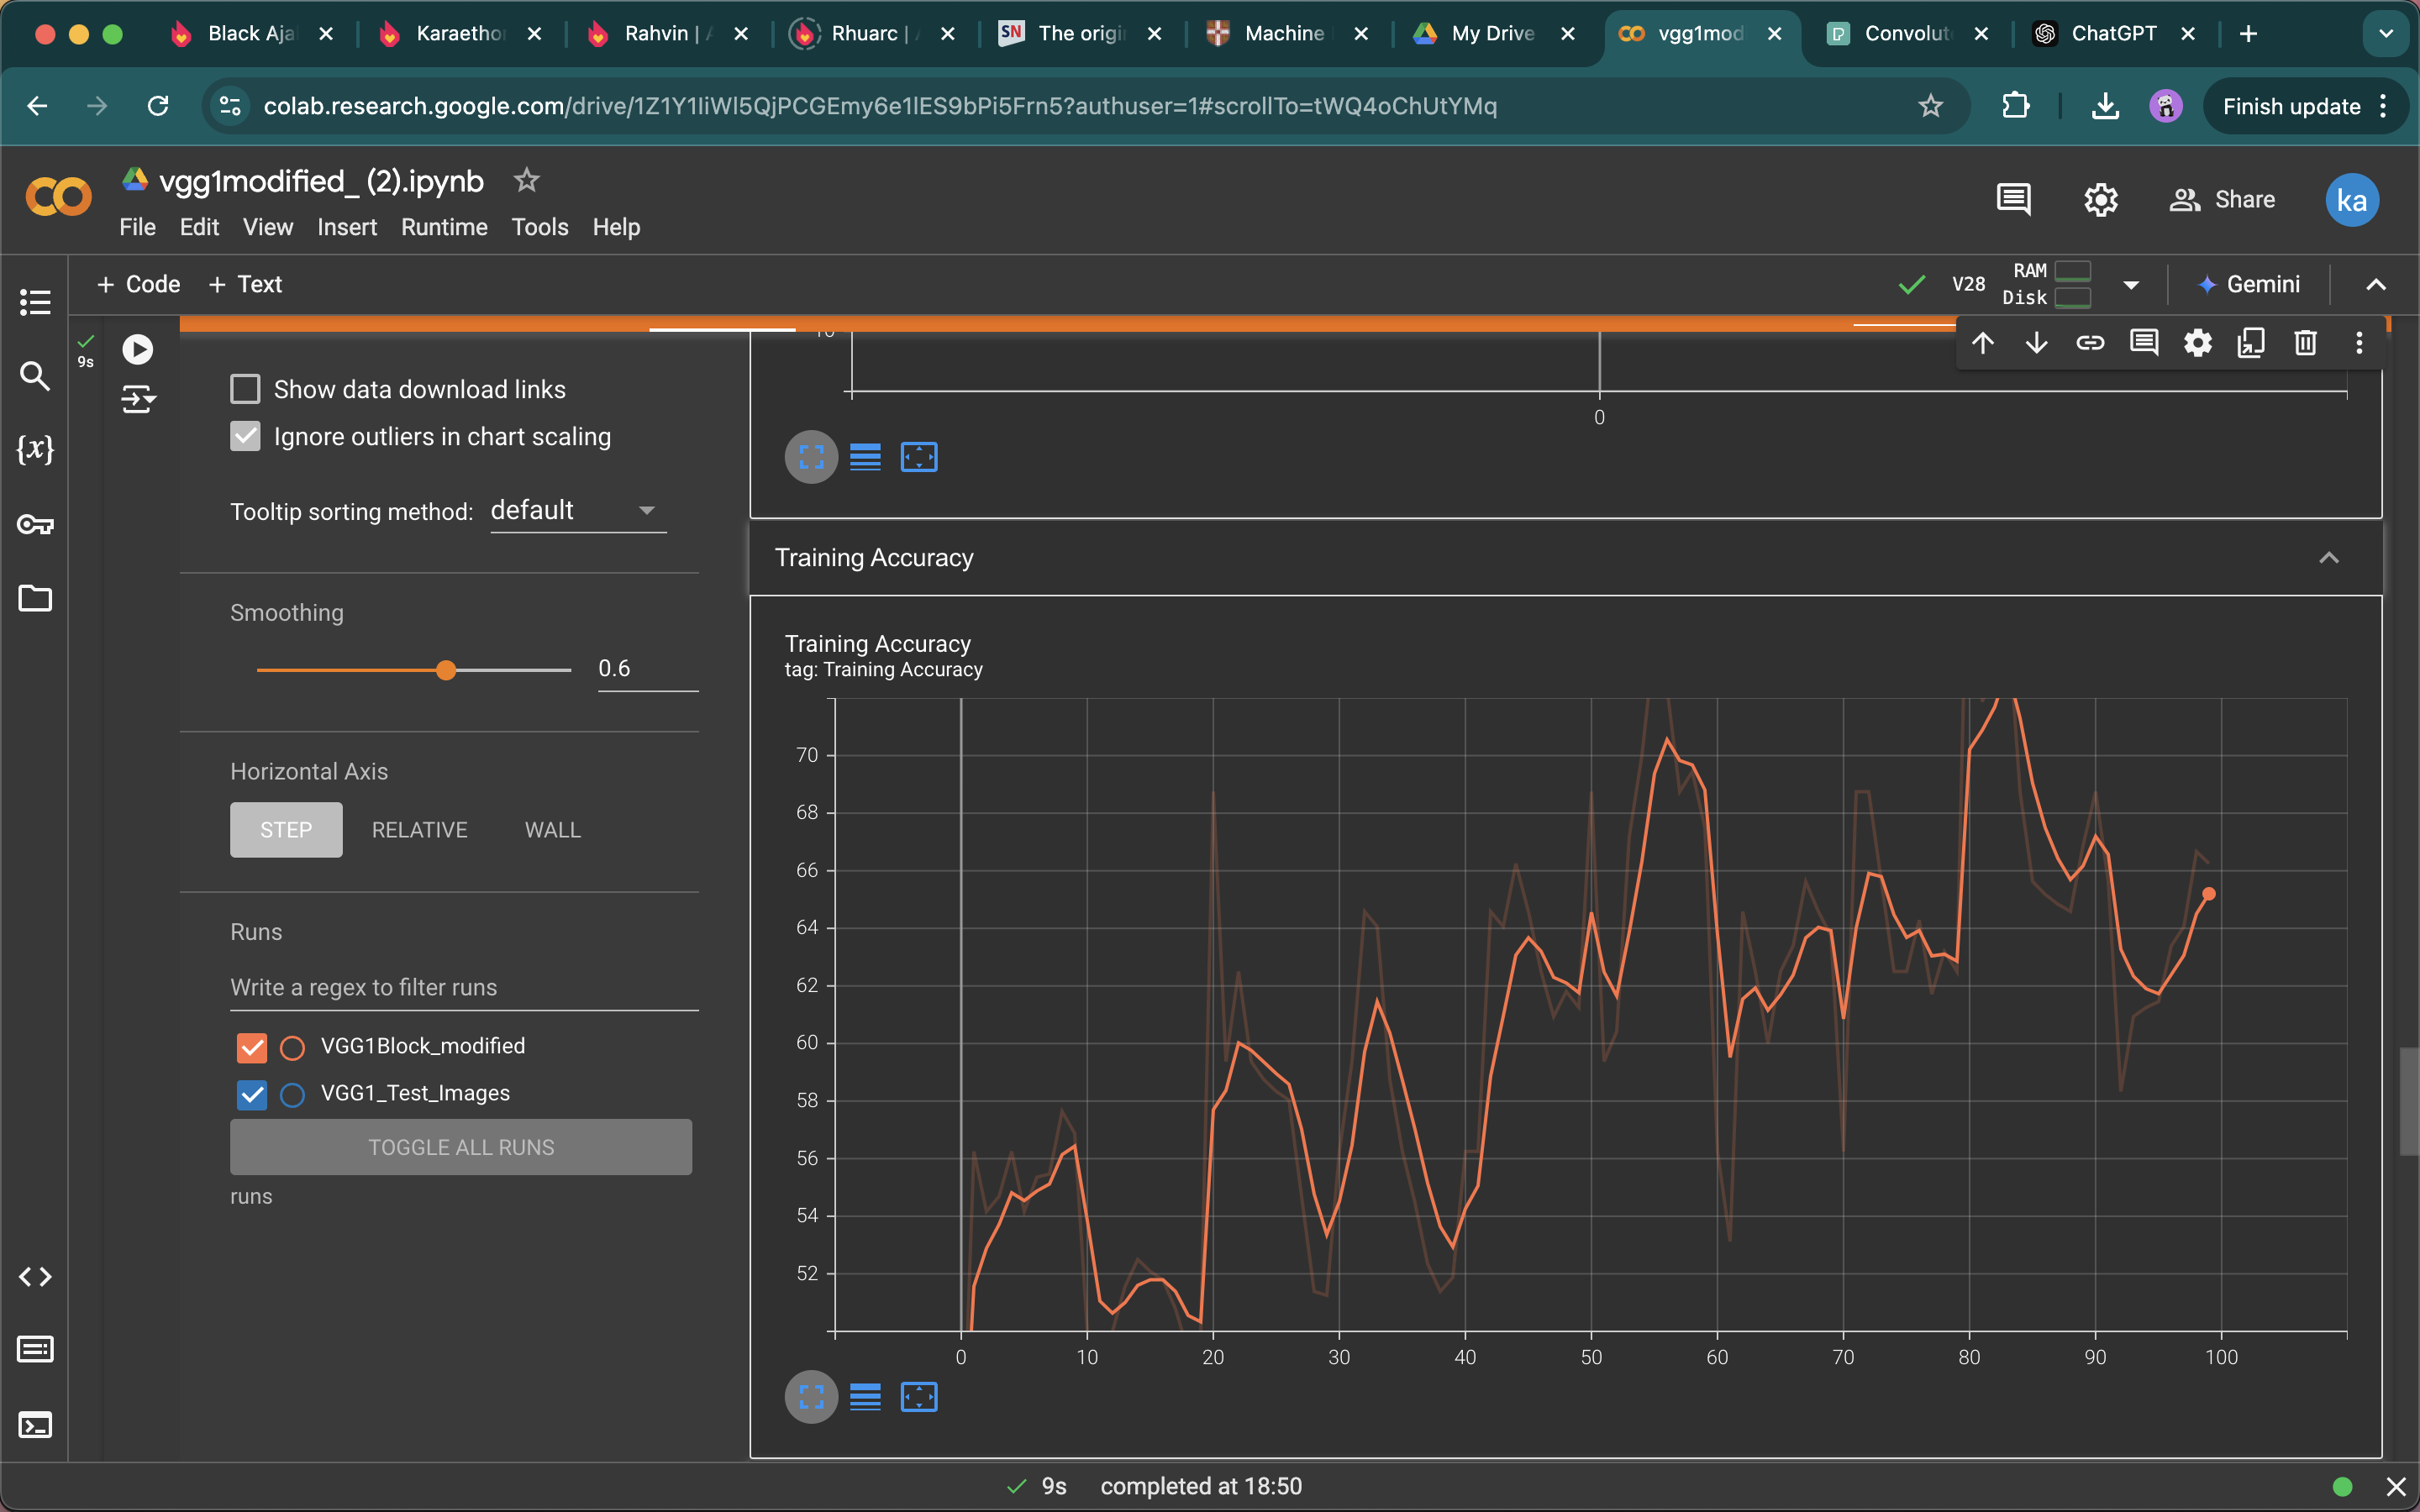 Black Aja
Karaetho
Rahvin | A
Rhuarc | A
SN The origi
Machine
My Drive
vgg1mod
Convolut
ChatGPT
colab.research.google.com/drive/1Z1Y1liWl5QjPCGEmy6e1lES9bPi5Frn5?authuser=1#scrollTo=tWQ4oChUtYMq
Finish update
vgg1modified_ (2).ipynb
File Edit View Insert Runtime Tools Help
Share
ka
+ Code + Text
V28
RAM
Disk
Gemini
9s
{x}
Show data download links
Ignore outliers in chart scaling
Tooltip sorting method: default
Smoothing
0.6
Horizontal Axis
STEP RELATIVE WALL
Runs
Write a regex to filter runs
VGG1Block_modified
VGG1_Test_Images
TOGGLE ALL RUNS
runs
0
Training Accuracy
Training Accuracy
tag: Training Accuracy
70
68
66
64
62
60
58
56
54
52
0 10 20 30 40 50 60 70 80 90 100
9s completed at 18:50